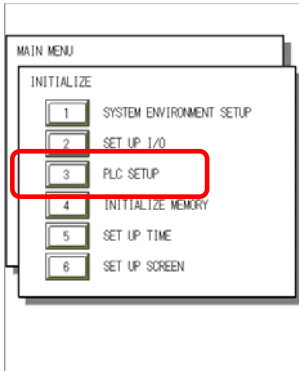 MAIN MENU
INITIALIZE
1 SYSTEM ENVIRONMENT SETUP
2 SET UP I/O
3 PLC SETUP
4 INITIALIZE MEMORY
5 SET UP TIME
6 SET UP SCREEN